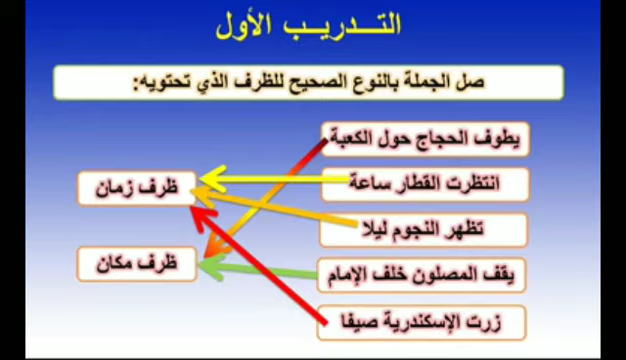 التـدريـب الأول
صل الجملة بالنوع الصحيح للظرف الذي تحتويه:
يطوف الحجاج حول الكعبة
انتظرت القطار ساعة
تظهر النجوم ليلا
يقف المصلون خلف الإمام
زرت الإسكندرية صيفا
ظرف زمان
ظرف مكان